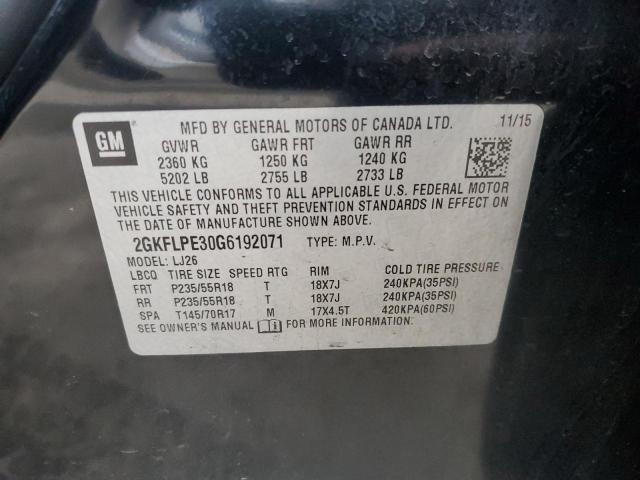 GM
MFD BY GENERAL MOTORS OF CANADA LTD. 11/15
GVWR GAWR FRT GAWR RR
2360 KG 1250 KG 1240 KG
5202 LB 2755 LB 2733 LB
THIS VEHICLE CONFORMS TO ALL APPLICABLE U.S. FEDERAL MOTOR
VEHICLE SAFETY AND THEFT PREVENTION STANDARDS IN EFFECT ON
THE DATE OF MANUFACTURE SHOWN ABOVE.
2GKFLPE30G6192071 TYPE: M.P.V.
MODEL: LJ26
LBCQ TIRE SIZE SPEED RTG RIM COLD TIRE PRESSURE
FRT P235/55R18 T 18X7J 240KPA(35PSI)
RR P235/55R18 T 18X7J 240KPA(35PSI)
SPA T145/70R17 M 17X4.5T 420KPA(60PSI)
SEE OWNER'S MANUAL FOR MORE INFORMATION.